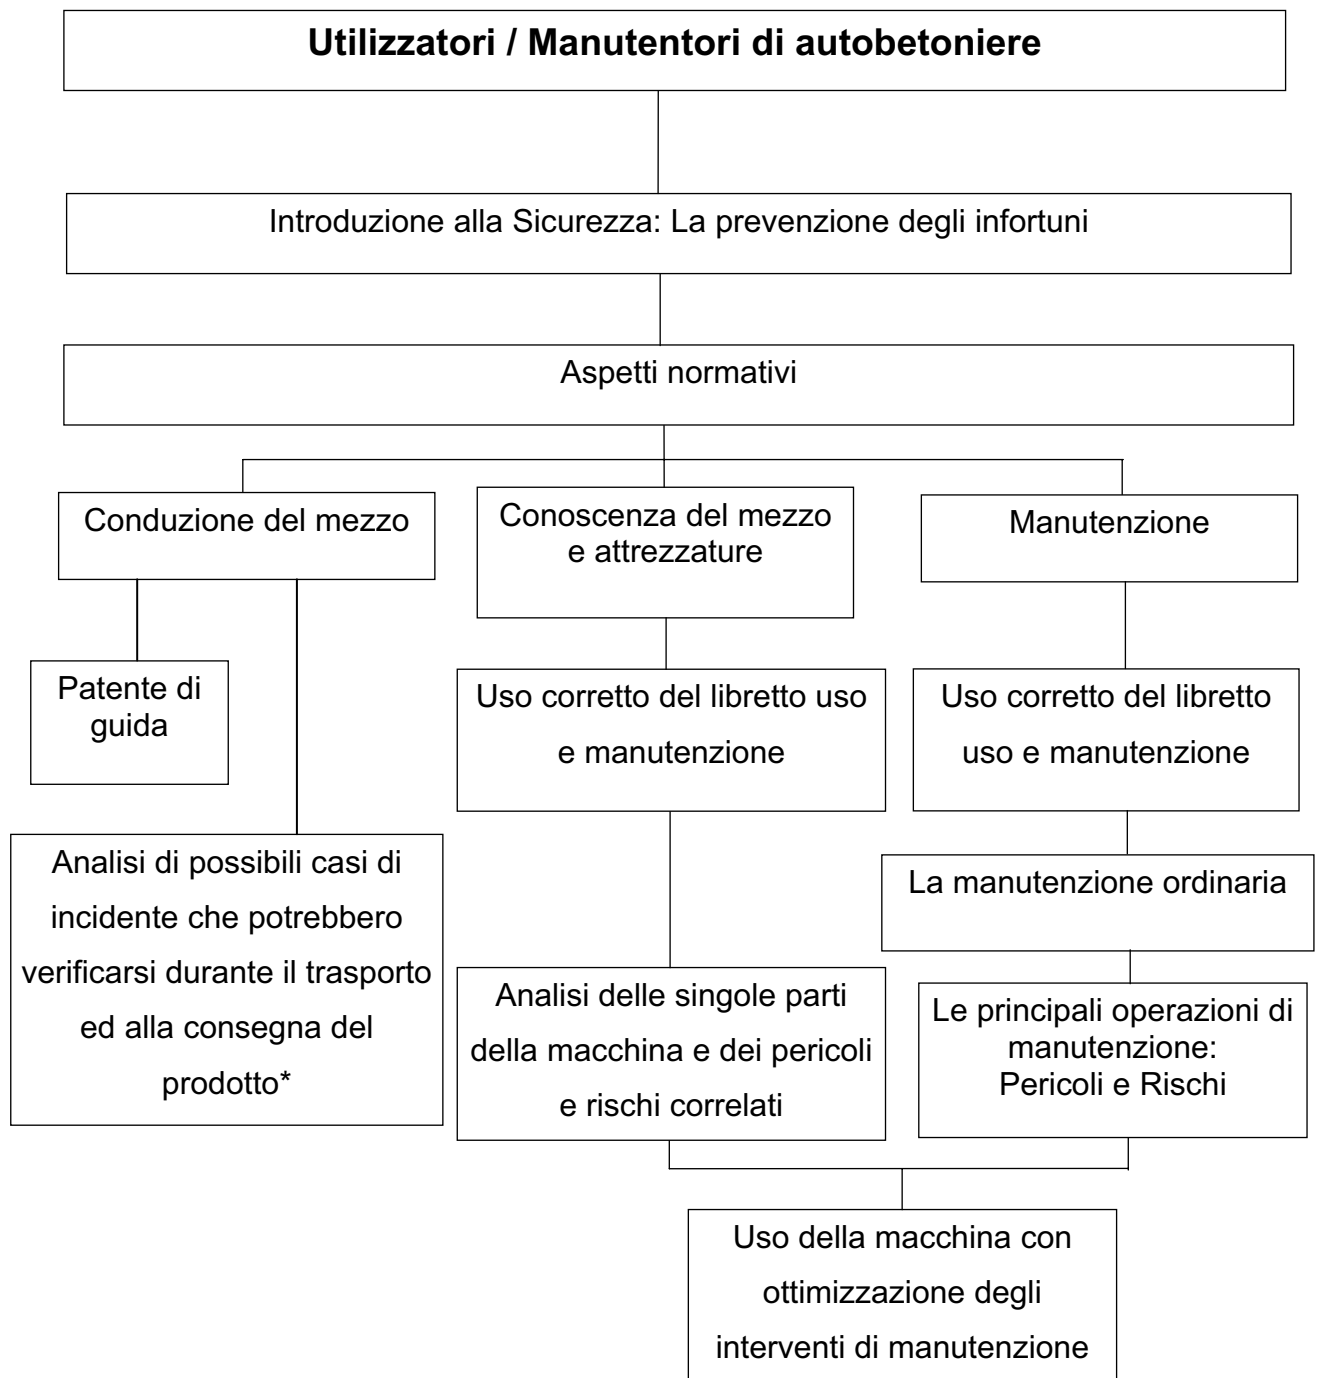 Utilizzatori / Manutentori di autobetoniere
Introduzione alla Sicurezza: La prevenzione degli infortuni
Aspetti normativi
Conduzione del mezzo
Conoscenza del mezzo
e attrezzature
Manutenzione
Patente di
guida
Uso corretto del libretto uso
e manutenzione
Uso corretto del libretto
uso e manutenzione
Analisi di possibili casi di
incidente che potrebbero
verificarsi durante il trasporto
ed alla consegna del
prodotto*
La manutenzione ordinaria
Analisi delle singole parti
della macchina e dei pericoli
e rischi correlati
Le principali operazioni di
manutenzione:
Pericoli e Rischi
Uso della macchina con
ottimizzazione degli
interventi di manutenzione